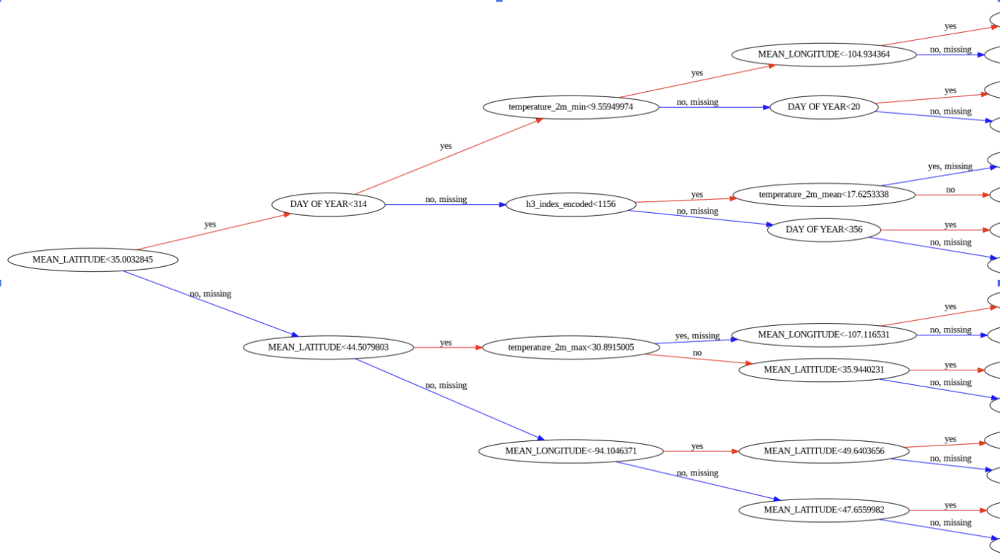 yes
MEAN_LONGITUDE<-104.934364
no, missing
yes
temperature_2m_min<9.55949974
no, missing
DAY OF YEAR<20
yes
no, missing
yes
yes, missing
DAY OF YEAR<314
no, missing
h3_index_encoded<1156
yes
temperature_2m_mean<17.6253338
no
no, missing
DAY OF YEAR<356
yes
no, missing
yes
MEAN_LATITUDE<35.0032845
no, missing
yes
MEAN_LATITUDE<44.5079803
yes
temperature_2m_max<30.8915005
yes, missing
MEAN_LONGITUDE<-107.116531
no, missing
no
MEAN_LATITUDE<35.9440231
yes
no, missing
no, missing
MEAN_LONGITUDE<-94.1046371
yes
MEAN_LATITUDE<49.6403656
yes
no, missing
no, missing
MEAN_LATITUDE<47.6559982
yes
no, missing